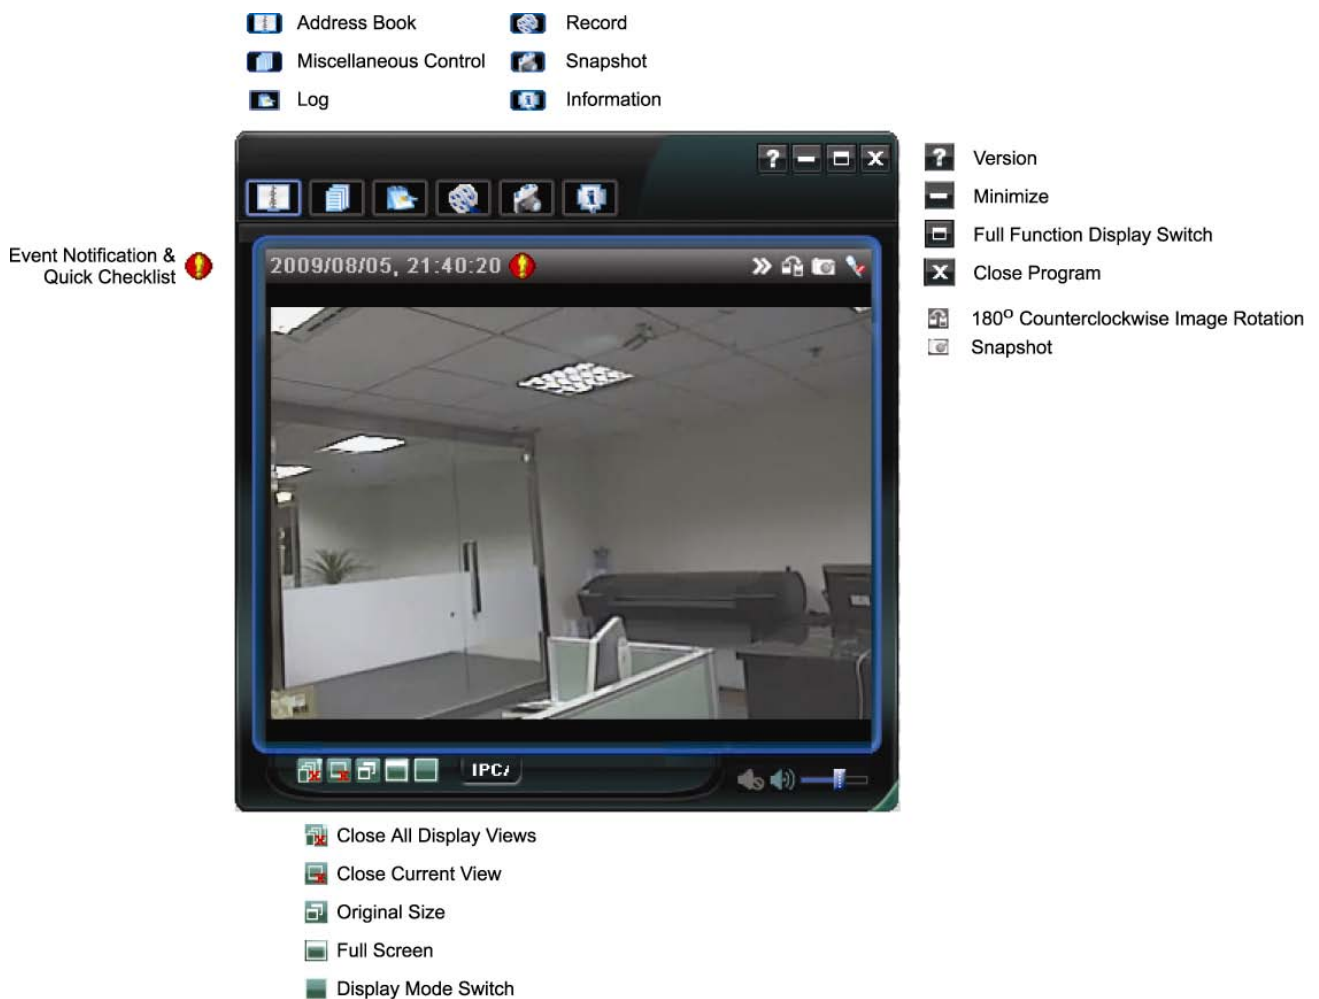 Address Book
Record
Miscellaneous Control
Snapshot
Log
Information
? Version
Minimize
Full Function Display Switch
X Close Program
180° Counterclockwise Image Rotation
Snapshot
Event Notification &
Quick Checklist
2009/08/05, 21:40:20
IPC
Close All Display Views
Close Current View
Original Size
Full Screen
Display Mode Switch